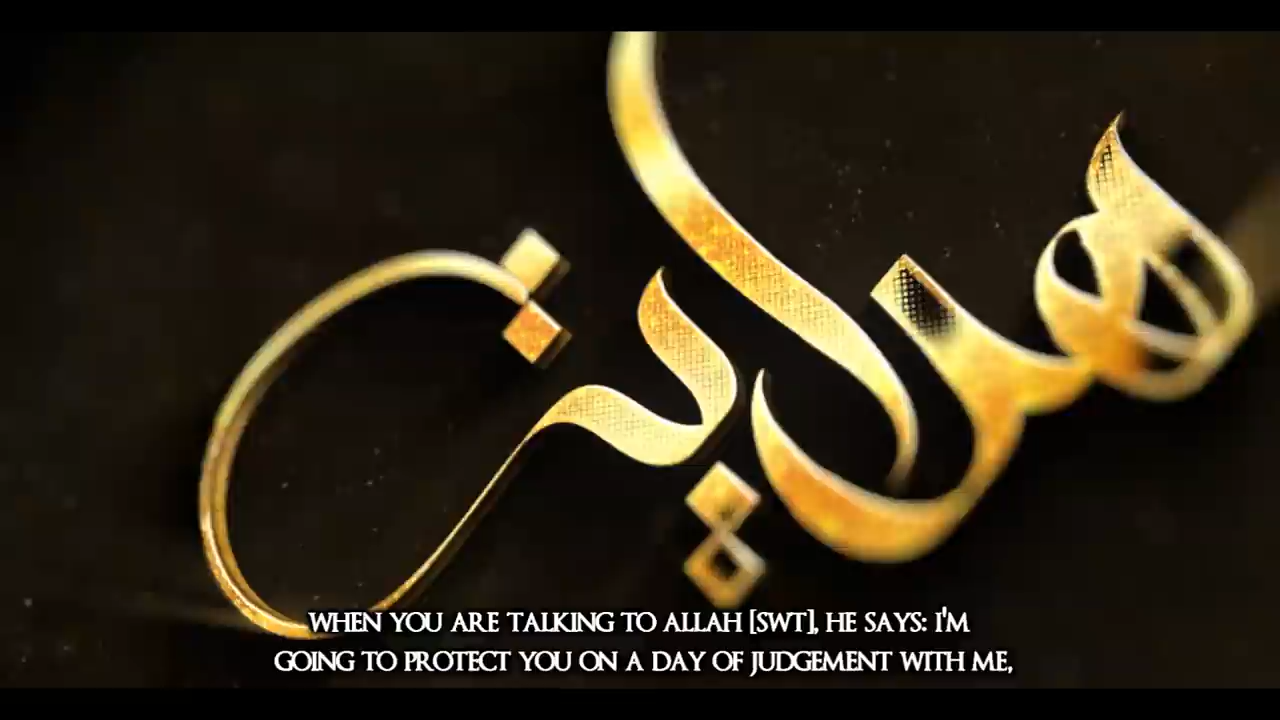 هداية
WHEN YOU ARE TALKING TO ALLAH [SWT], HE SAYS: I'M
GOING TO PROTECT YOU ON A DAY OF JUDGEMENT WITH ME,